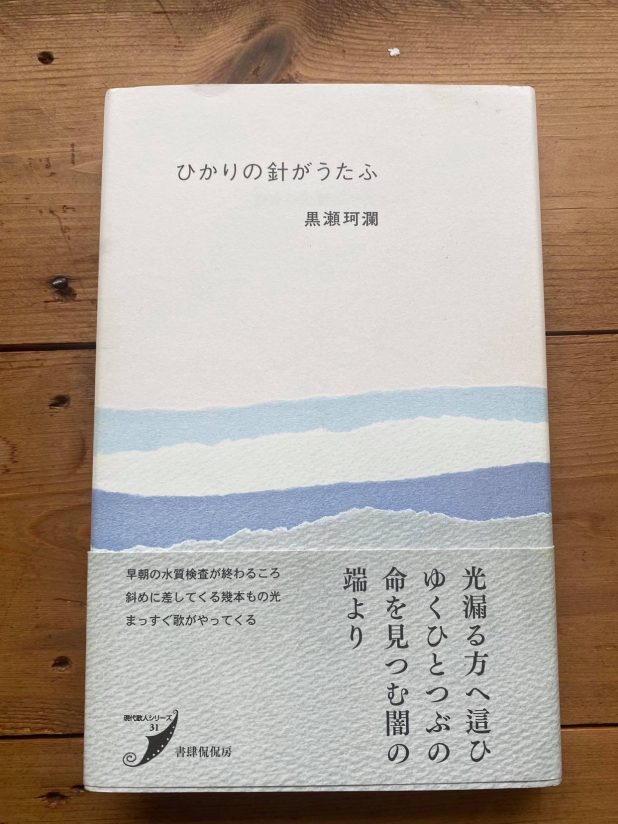 ひかりの針がうたふ
黒瀬珂瀾
光漏る方へ這ひ
ゆくひとつぶの
命を見つむ闇の
端より
早朝の水質検査が終わるころ
斜めに差してくる幾本もの光
まっすぐ歌がやってくる
現代歌人シリーズ
31
書肆侃侃房